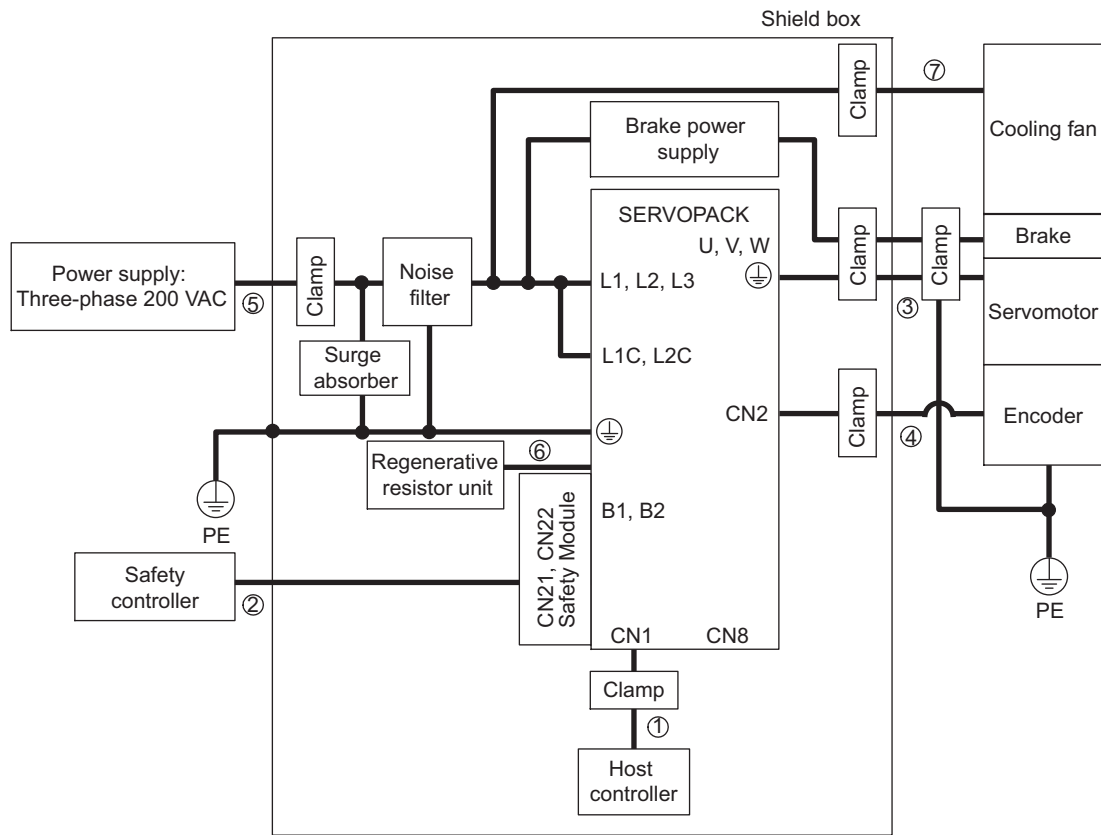 Shield box
Clamp
⑦
Cooling fan
Brake power
supply
SERVOPACK
U, V, W
Clamp
Clamp
Brake
Power supply:
Three-phase 200 VAC
⑤
Clamp
Noise
filter
L1, L2, L3
③
Servomotor
Surge
absorber
L1C, L2C
CN2
Clamp
④
Encoder
⑥
Regenerative
resistor unit
B1, B2
PE
CN21, CN22
Safety Module
Safety
controller
②
PE
CN1
CN8
Clamp
①
Host
controller